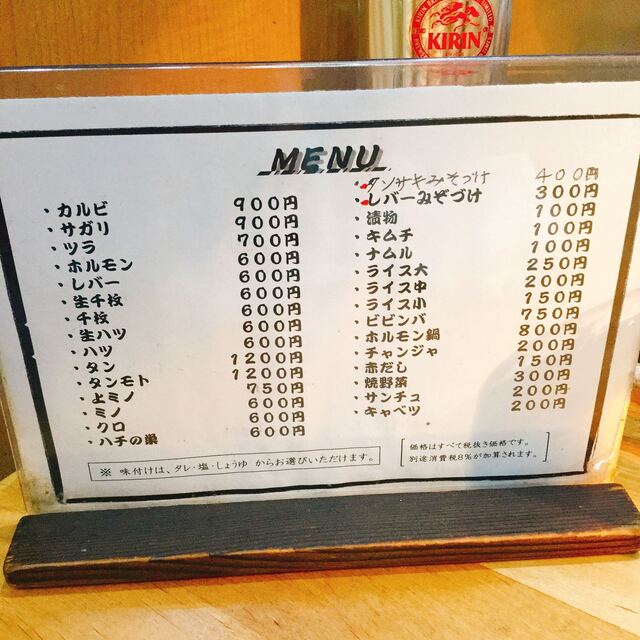 KIRIN
MENU
・カルビ 900円
・サガリ 900円
・ツラ 700円
・ホルモン 600円
・レバー 600円
・生千枚 600円
・千枚 600円
・生ハツ 600円
・ハツ 600円
・タン 1200円
・タンモト 1200円
・上ミノ 750円
・ミノ 600円
・クロ 600円
・ハチの巣 600円
・タンサキみそづけ 400円
・レバーみぞづけ 300円
・漬物 100円
・キムチ 100円
・ナムル 100円
・ライス大 250円
・ライス中 200円
・ライス小 150円
・ビビンバ 750円
・ホルモン鍋 800円
・チャンジャ 200円
・赤だし 150円
・焼野菜 300円
・サンチュ 200円
・キャベツ 200円
※ 味付けは、タレ・塩・しょうゆ からお選びいただけます。
価格はすべて税抜き価格です。
別途消費税8%が加算されます。